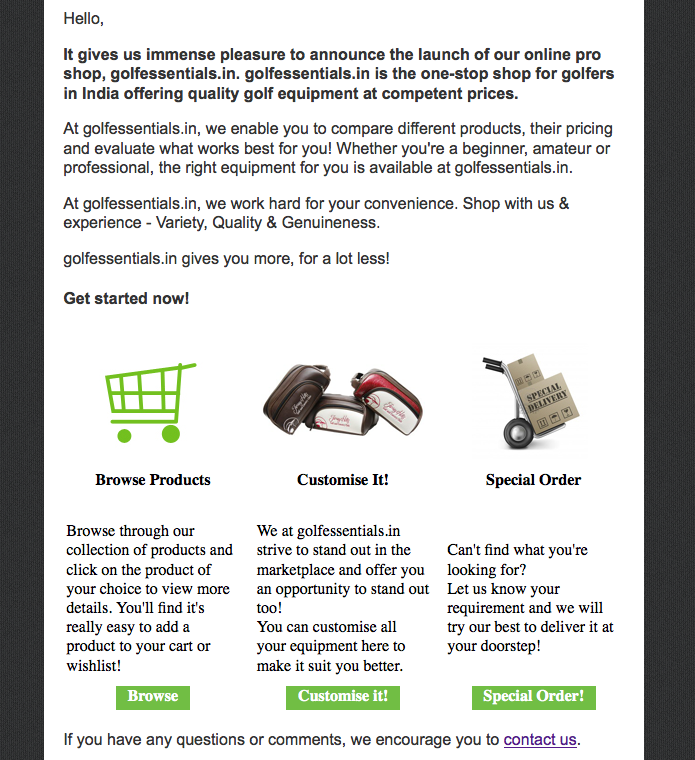 Hello,
It gives us immense pleasure to announce the launch of our online pro
shop, golfessentials.in. golfessentials.in is the one-stop shop for golfers
in India offering quality golf equipment at competent prices.
At golfessentials.in, we enable you to compare different products, their pricing
and evaluate what works best for you! Whether you're a beginner, amateur or
professional, the right equipment for you is available at golfessentials.in.
At golfessentials.in, we work hard for your convenience. Shop with us &
experience - Variety, Quality & Genuineness.
golfessentials.in gives you more, for a lot less!
Get started now!
SPECIAL
DELIVERY
Browse Products
Browse through our
collection of products and
click on the product of
your choice to view more
details. You'll find it's
really easy to add a
product to your cart or
wishlist!
Browse
Customise It!
We at golfessentials.in
strive to stand out in the
marketplace and offer you
an opportunity to stand out
too!
You can customise all
your equipment here to
make it suit you better.
Customise it!
Special Order
Can't find what you're
looking for?
Let us know your
requirement and we will
try our best to deliver it at
your doorstep!
Special Order!
If you have any questions or comments, we encourage you to contact us.